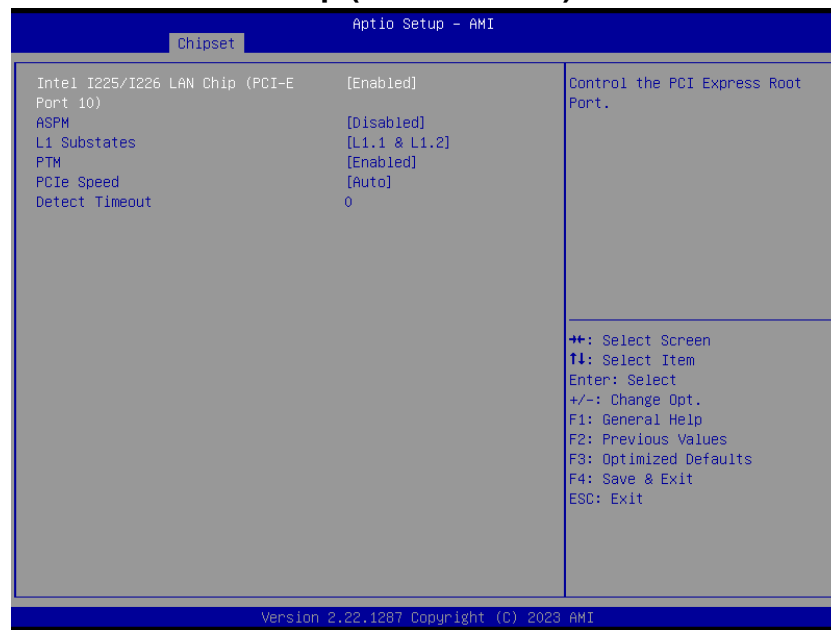 Aptio Setup – AMI
Chipset
Intel I225/I226 LAN Chip (PCI-E [Enabled]
Port 10)
ASPM [Disabled]
L1 Substates [L1.1 & L1.2]
PTM [Enabled]
PCIe Speed [Auto]
Detect Timeout 0
Control the PCI Express Root
Port.
→←: Select Screen
↑↓: Select Item
Enter: Select
+/-: Change Opt.
F1: General Help
F2: Previous Values
F3: Optimized Defaults
F4: Save & Exit
ESC: Exit
Version 2.22.1287 Copyright (C) 2023 AMI